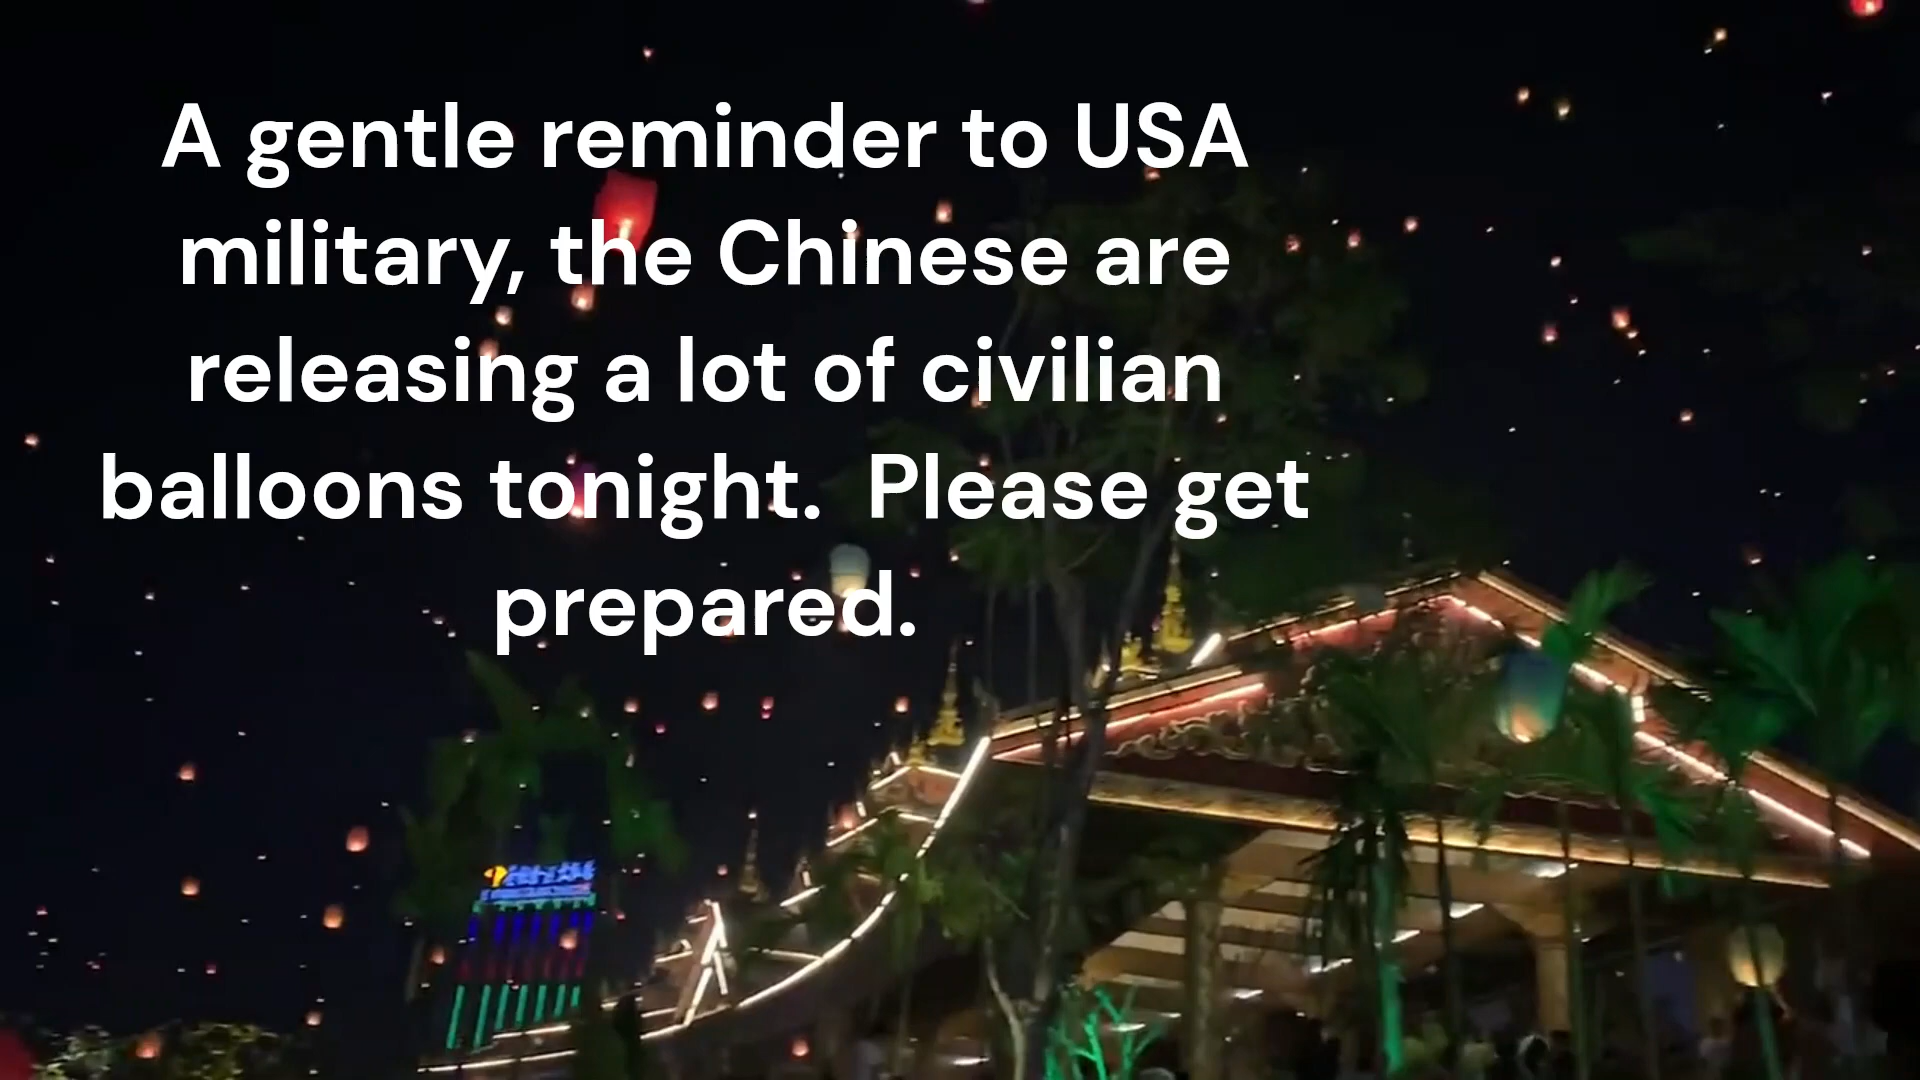 A gentle reminder to USA
military, the Chinese are
releasing a lot of civilian
balloons tonight.  Please get
prepared.